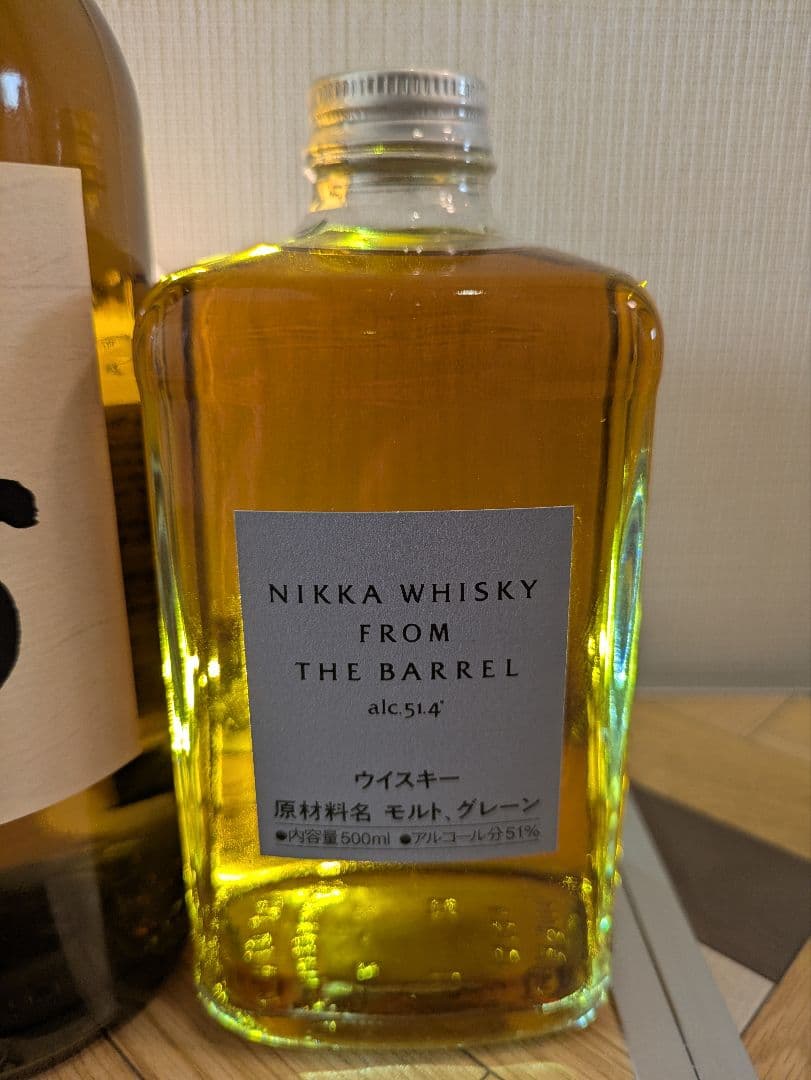 NIKKA WHISKY
FROM
THE BARREL
alc.51.4°
ウイスキー
原材料名 モルト、グレーン
●内容量500ml ●アルコール分51%